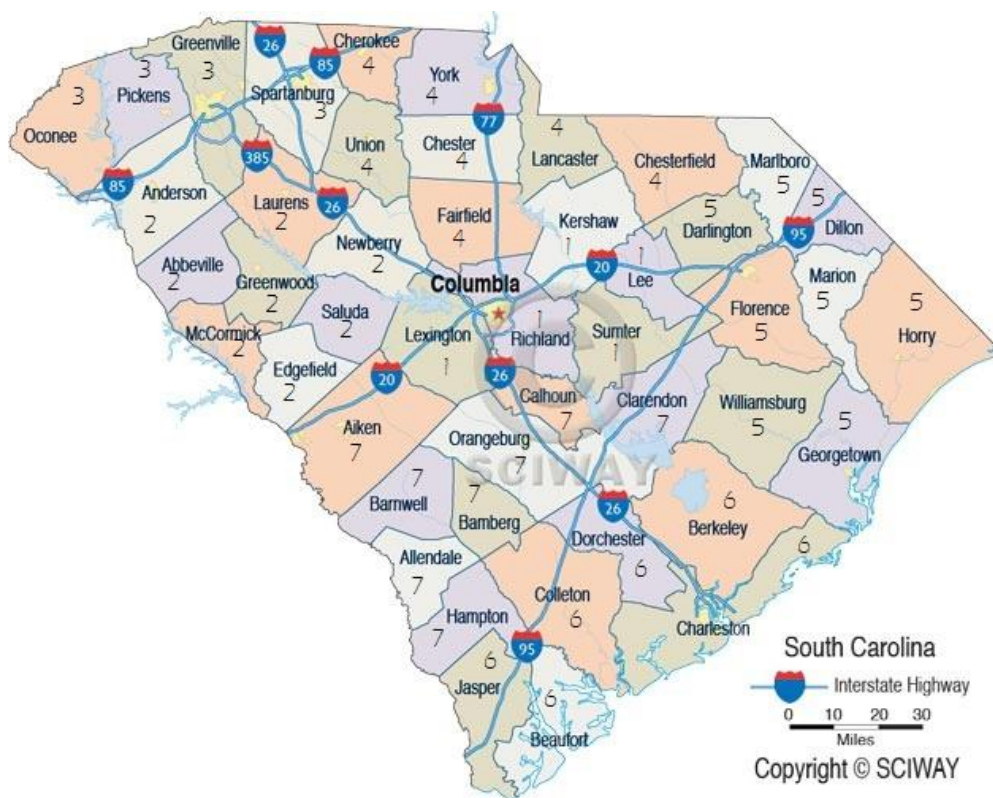 Greenville
3
26
Cherokee
4
85
3
Pickens
3
Oconee
Spartanburg
3
York
4
77
Union
4
Chester
4
4
Lancaster
Chesterfield
4
Marlboro
5
5
Dillon
385
85
Anderson
2
Laurens
2
26
Newberry
2
Fairfield
4
Kershaw
1
20
1
Lee
5
Darlington
95
Marion
5
Abbeville
2
Greenwood
2
Saluda
2
McCormick
2
Edgefield
2
Columbia
Lexington
1
1
Richland
Sumter
1
Florence
5
5
Horry
20
26
Calhoun
7
Clarendon
7
Williamsburg
5
5
Georgetown
Aiken
7
Orangeburg
7
©
SCIWAY
7
Barnwell
7
Bamberg
26
Dorchester
6
6
Berkeley
6
Charleston
Allendale
7
Hampton
7
Colleton
6
95
6
Jasper
6
Beaufort
South Carolina
Interstate Highway
0 10 20 30
Miles
Copyright © SCIWAY